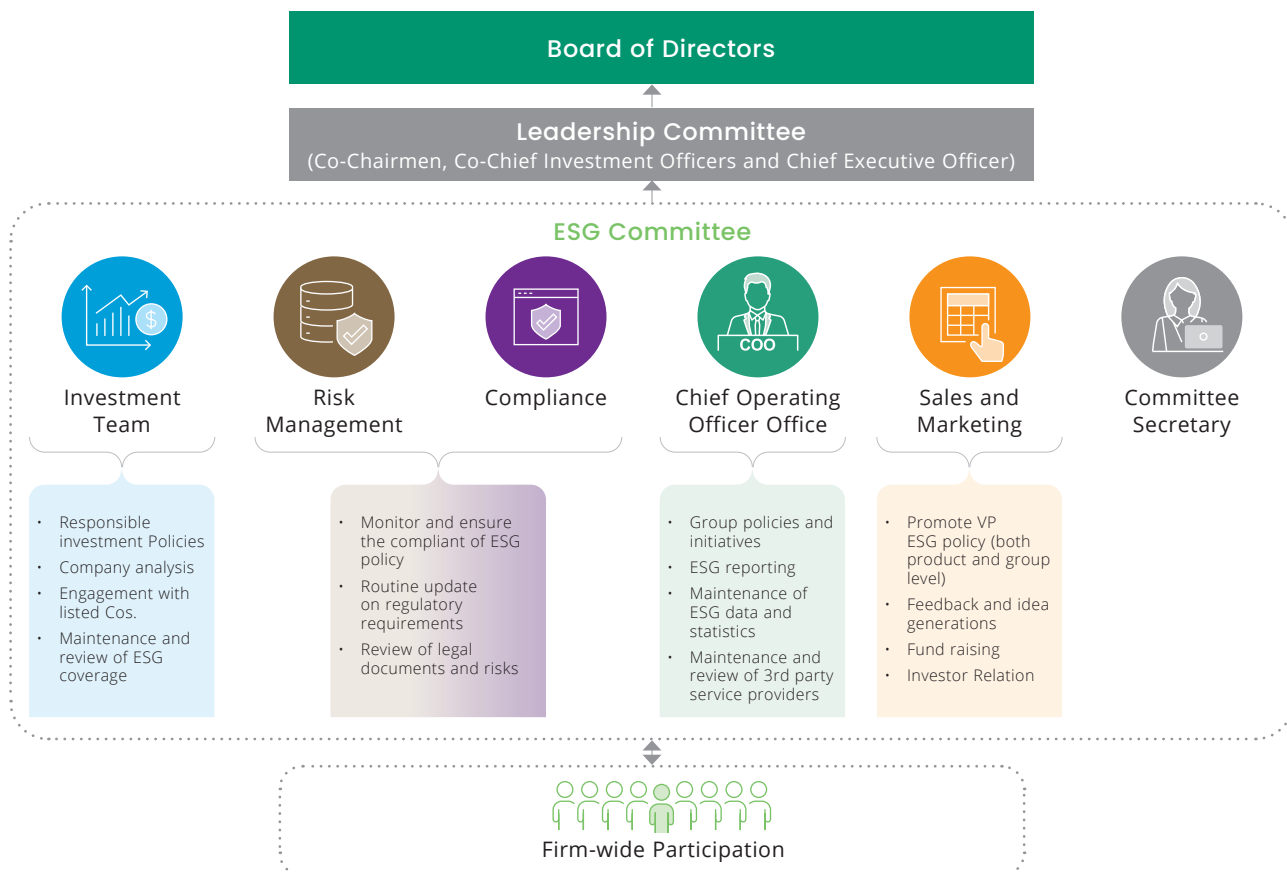 Board of Directors
Leadership Committee
(Co-Chairmen, Co-Chief Investment Officers and Chief Executive Officer)
ESG Committee
$
COO
Investment
Team
Risk
Management
Compliance
Chief Operating
Officer Office
Sales and
Marketing
Committee
Secretary
• Responsible
investment Policies
• Company analysis
• Engagement with
listed Cos.
• Maintenance and
review of ESG
coverage
• Monitor and ensure
the compliant of ESG
policy
• Routine update
on regulatory
requirements
• Review of legal
documents and risks
• Group policies and
initiatives
• ESG reporting
• Maintenance of
ESG data and
statistics
• Maintenance and
review of 3rd party
service providers
• Promote VP
ESG policy (both
product and group
level)
• Feedback and idea
generations
• Fund raising
• Investor Relation
Firm-wide Participation